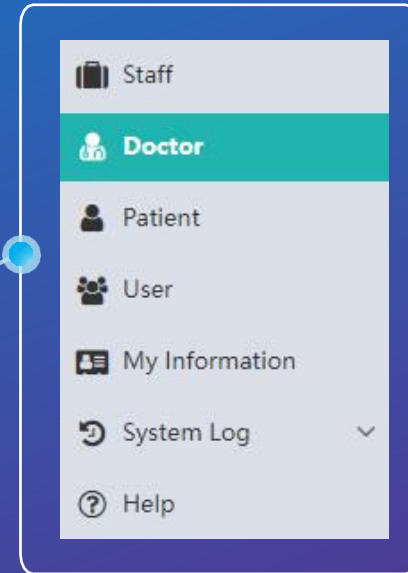 Staff
Doctor
Patient
User
My Information
System Log
Help